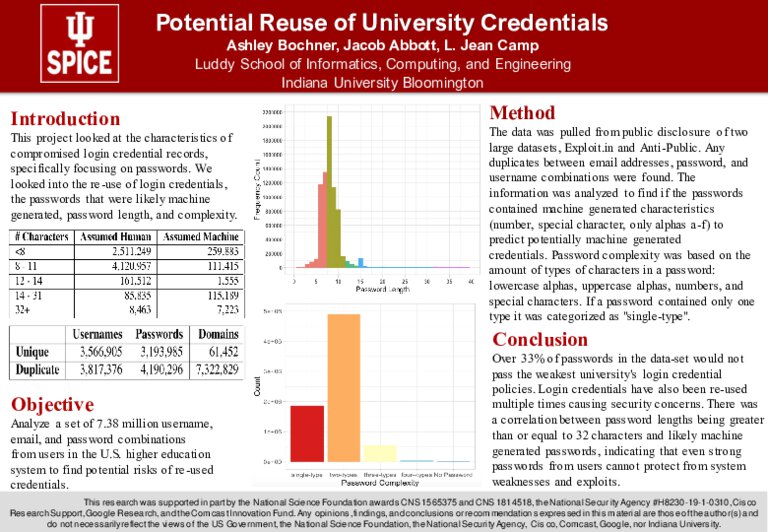 SPICE
Potential Reuse of University Credentials
Ashley Bochner, Jacob Abbott, L. Jean Camp
Luddy School of Informatics, Computing, and Engineering
Indiana University Bloomington
Introduction
This project looked at the characteristics of
compromised login credential records,
specifically focusing on passwords. We
looked into the re-use of login credentials,
the passwords that were likely machine
generated, password length, and complexity.
# Characters Assumed Human Assumed Machine
<8 2,511,249 259,883
8 - 11 4,120,957 111,415
12 - 14 161,512 1,555
14 - 31 85,835 115,189
32+ 8,463 7,223
Usernames Passwords Domains
Unique 3,566,905 3,193,985 61,452
Duplicate 3,817,376 4,190,296 7,322,829
Objective
Analyze a set of 7.38 million username,
email, and password combinations
from users in the U.S. higher education
system to find potential risks of re-used
credentials.
Frequency Count
2200000
2000000
1800000
1600000
1400000
1200000
1000000
800000
600000
400000
200000
0
0 5 10 15 20 25 30 35 40
Password Length
Count
5e+06
4e+06
3e+06
2e+06
1e+06
0e+00
single-type two-types three-types four-types No Password
Password Complexity
Method
The data was pulled from public disclosure of two
large datasets, Exploit.in and Anti-Public. Any
duplicates between email addresses, password, and
username combinations were found. The
information was analyzed to find if the passwords
contained machine generated characteristics
(number, special character, only alphas a-f) to
predict potentially machine generated
credentials. Password complexity was based on the
amount of types of characters in a password:
lowercase alphas, uppercase alphas, numbers, and
special characters. If a password contained only one
type it was categorized as "single-type".
Conclusion
Over 33% of passwords in the data-set would not
pass the weakest university's login credential
policies. Login credentials have also been re-used
multiple times causing security concerns. There was
a correlation between password lengths being greater
than or equal to 32 characters and likely machine
generated passwords, indicating that even strong
passwords from users cannot protect from system
weaknesses and exploits.
This research was supported in part by the National Science Foundation awards CNS 1565375 and CNS 1814518, the National Security Agency #H8230-19-1-0310, Cisco
Research Support, Google Research, and the Comcast Innovation Fund. Any opinions, findings, and conclusions or recommendations expressed in this material are those of the author(s) and
do not necessarily reflect the views of the US Government, the National Science Foundation, the National Security Agency, Cisco, Comcast, Google, nor Indiana University.